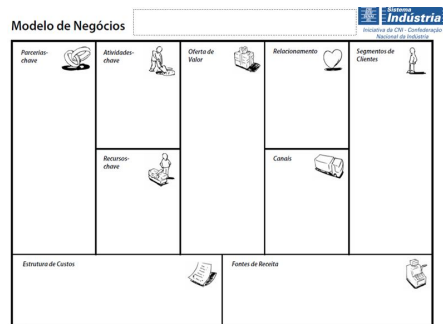 Modelo de Negócios
Sistema
Indústria
Iniciativa da CNI - Confederação
Nacional da Indústria
Parcerias-
chave
Atividades-
chave
Oferta de
Valor
Relacionamento
Segmentos de
Clientes
Recursos-
chave
Canais
Estrutura de Custos
Fontes de Receita